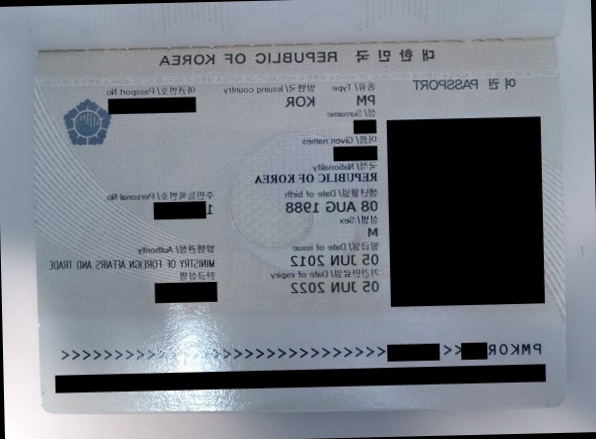 대한민국 REPUBLIC OF KOREA
여권 PASSPORT
종류/ Type 발행국/ Issuing country 여권번호/ Passport No
PM KOR
성/ Surname
이름/ Given names
국적/ Nationality
REPUBLIC OF KOREA
생년월일/ Date of birth 주민등록번호/ Personal No
08 AUG 1988 1
성별/ Sex
M
발급일/ Date of issue 발행관청/ Authority
05 JUN 2012 MINISTRY OF FOREIGN AFFAIRS AND TRADE
기간만료일/ Date of expiry 한글성명
05 JUN 2022
PMKOR <<